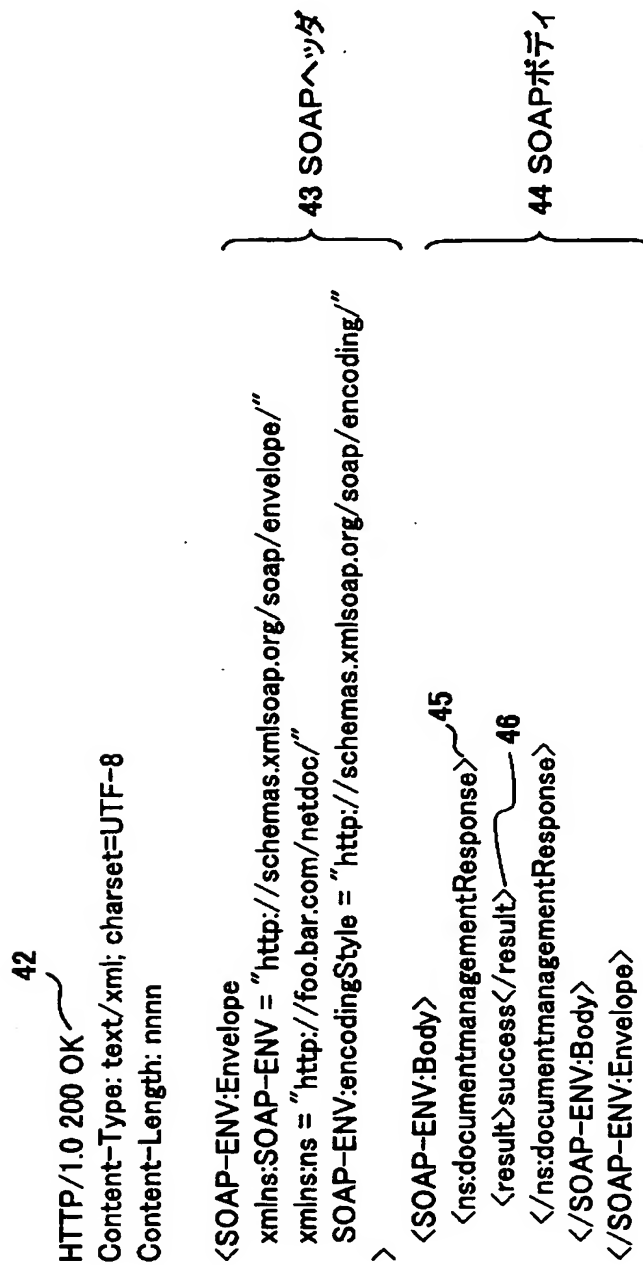 42
HTTP/1.0 200 OK
Content-Type: text/xml; charset=UTF-8
Content-Length: nnnn
<SOAP-ENV:Envelope
xmlns:SOAP-ENV = "http://schemas.xmlsoap.org/soap/envelope/"
xmlns:ns = "http://foo.bar.com/netdoc/"
SOAP-ENV:encodingStyle = "http://schemas.xmlsoap.org/soap/encoding/"
>
43 SOAPヘッダ
<SOAP-ENV:Body>
<ns:documentmanagementResponse> 45
<result>success</result> 46
</ns:documentmanagementResponse>
</SOAP-ENV:Body>
</SOAP-ENV:Envelope>
44 SOAPボディ